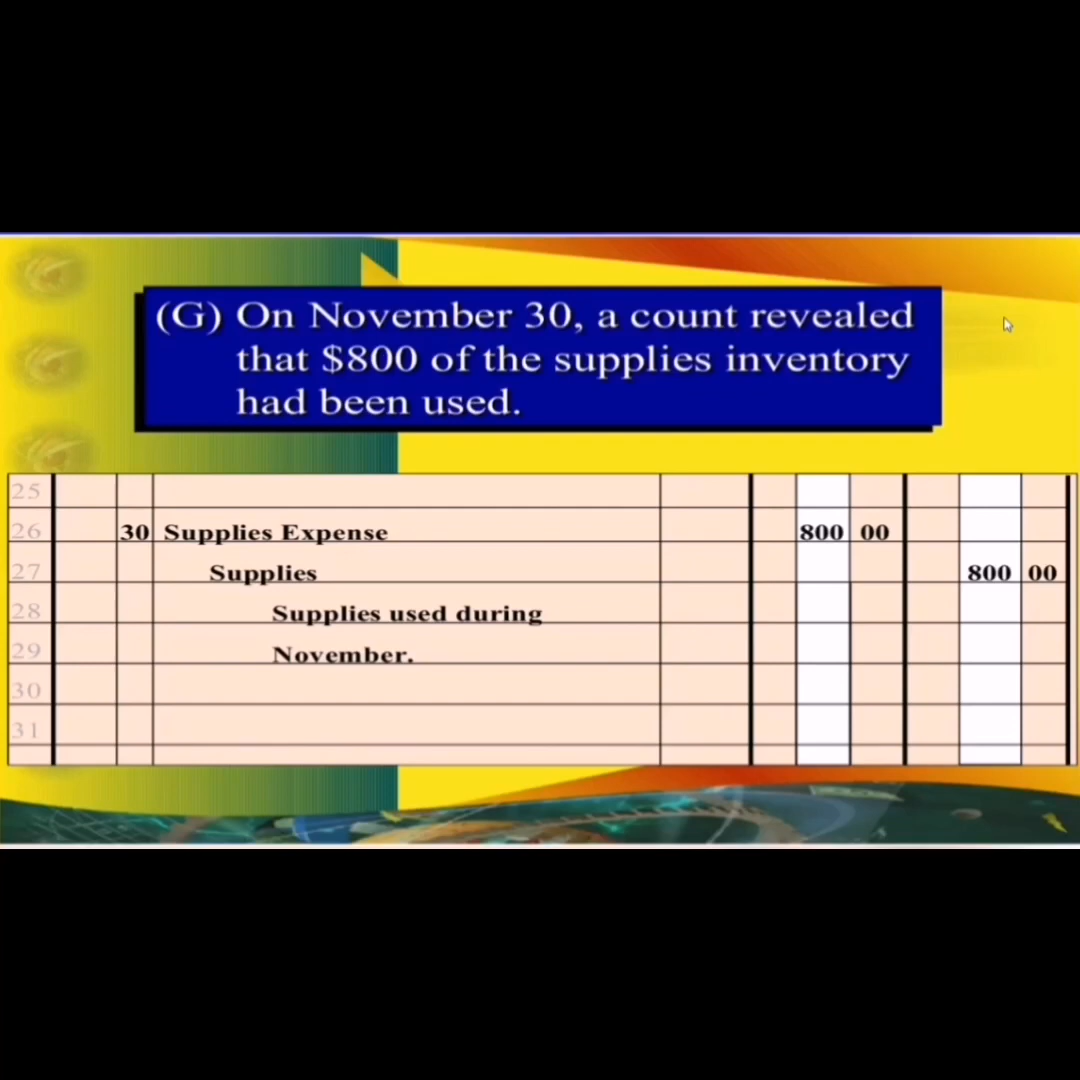 (G) On November 30, a count revealed
that $800 of the supplies inventory
had been used.
25
26 30 Supplies Expense 800 00
27 Supplies 800 00
28 Supplies used during
29 November.
30
31